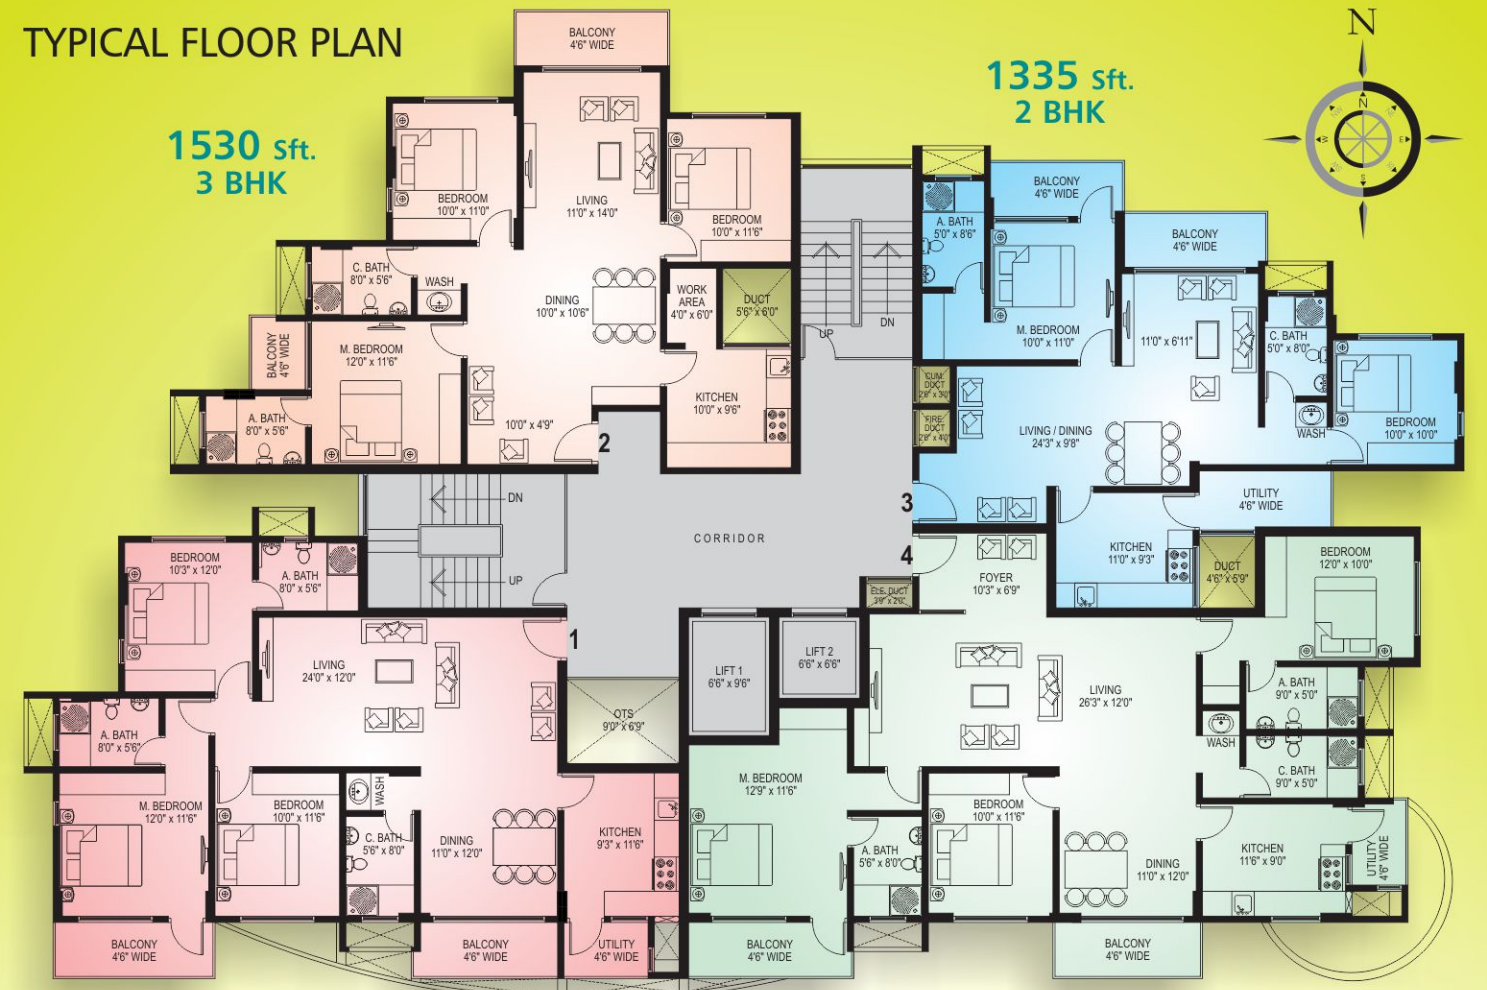 TYPICAL FLOOR PLAN
1530 Sft.
3 BHK
1335 Sft.
2 BHK
N
N
E
S
W
BALCONY
4'6" WIDE
BEDROOM
10'0" x 11'0"
LIVING
11'0" x 14'0"
BEDROOM
10'0" x 11'6"
C. BATH
8'0" x 5'6"
WASH
DINING
10'0" x 10'6"
WORK
AREA
4'0" x 6'0"
DUCT
5'6" x 6'0"
BALCONY
4'6" WIDE
M. BEDROOM
12'0" x 11'6"
A. BATH
8'0" x 5'6"
10'0" x 4'9"
KITCHEN
10'0" x 9'6"
2
UP
DN
A. BATH
5'0" x 8'6"
BALCONY
4'6" WIDE
BALCONY
4'6" WIDE
M. BEDROOM
10'0" x 11'0"
11'0" x 6'11"
C. BATH
5'0" x 8'0"
WASH
BEDROOM
10'0" x 10'0"
DUCT
FIRE
DUCT
LIVING / DINING
24'3" x 9'8"
3
UTILITY
4'6" WIDE
KITCHEN
11'0" x 9'3"
DUCT
4'6" x 5'9"
DN
UP
CORRIDOR
4
ELE. DUCT
1
LIFT 1
6'6" x 9'6"
LIFT 2
6'6" x 6'6"
OTS
9'0" x 6'9"
BEDROOM
10'3" x 12'0"
A. BATH
8'0" x 5'6"
LIVING
24'0" x 12'0"
A. BATH
8'0" x 5'6"
M. BEDROOM
12'0" x 11'6"
BEDROOM
10'0" x 11'6"
WASH
C. BATH
5'6" x 8'0"
DINING
11'0" x 12'0"
KITCHEN
9'3" x 11'6"
BALCONY
4'6" WIDE
BALCONY
4'6" WIDE
UTILITY
4'6" WIDE
FOYER
10'3" x 6'9"
BEDROOM
12'0" x 10'0"
LIVING
26'3" x 12'0"
A. BATH
9'0" x 5'0"
WASH
C. BATH
9'0" x 5'0"
M. BEDROOM
12'9" x 11'6"
A. BATH
5'6" x 8'0"
BEDROOM
10'0" x 11'6"
DINING
11'0" x 12'0"
KITCHEN
11'6" x 9'0"
UTILITY
4'6" WIDE
BALCONY
4'6" WIDE
BALCONY
4'6" WIDE